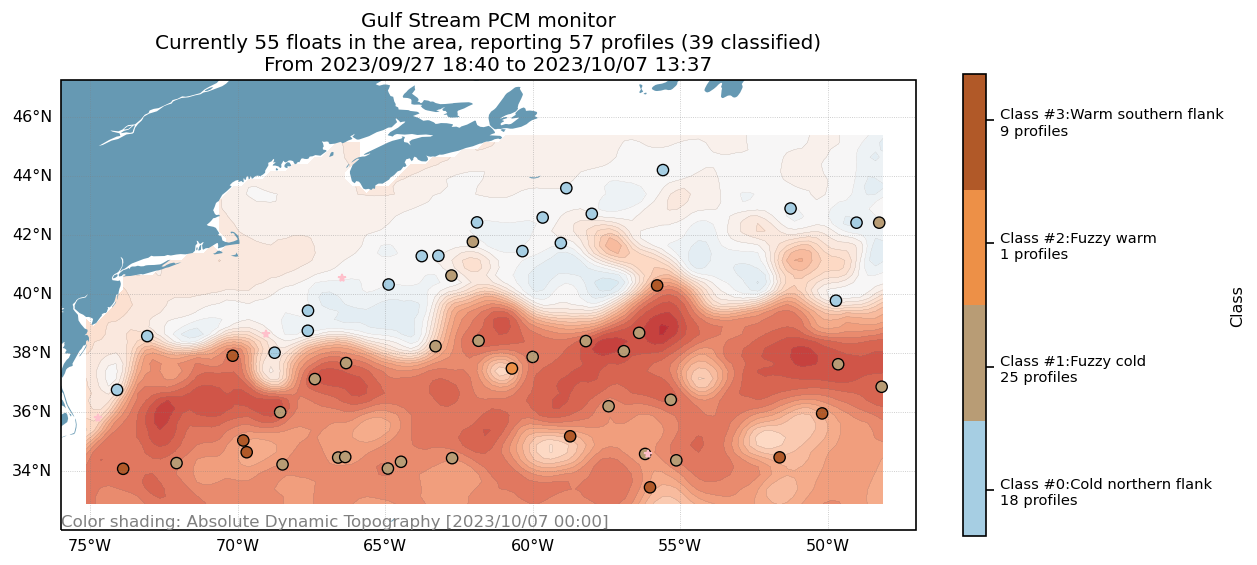 Gulf Stream PCM monitor
Currently 55 floats in the area, reporting 57 profiles (39 classified)
From 2023/09/27 18:40 to 2023/10/07 13:37
46°N
44°N
42°N
40°N
38°N
36°N
34°N
Color shading: Absolute Dynamic Topography [2023/10/07 00:00]
75°W
70°W
65°W
60°W
55°W
50°W
Class #3:Warm southern flank
9 profiles
Class #2:Fuzzy warm
1 profiles
Class #1:Fuzzy cold
25 profiles
Class #0:Cold northern flank
18 profiles
Class